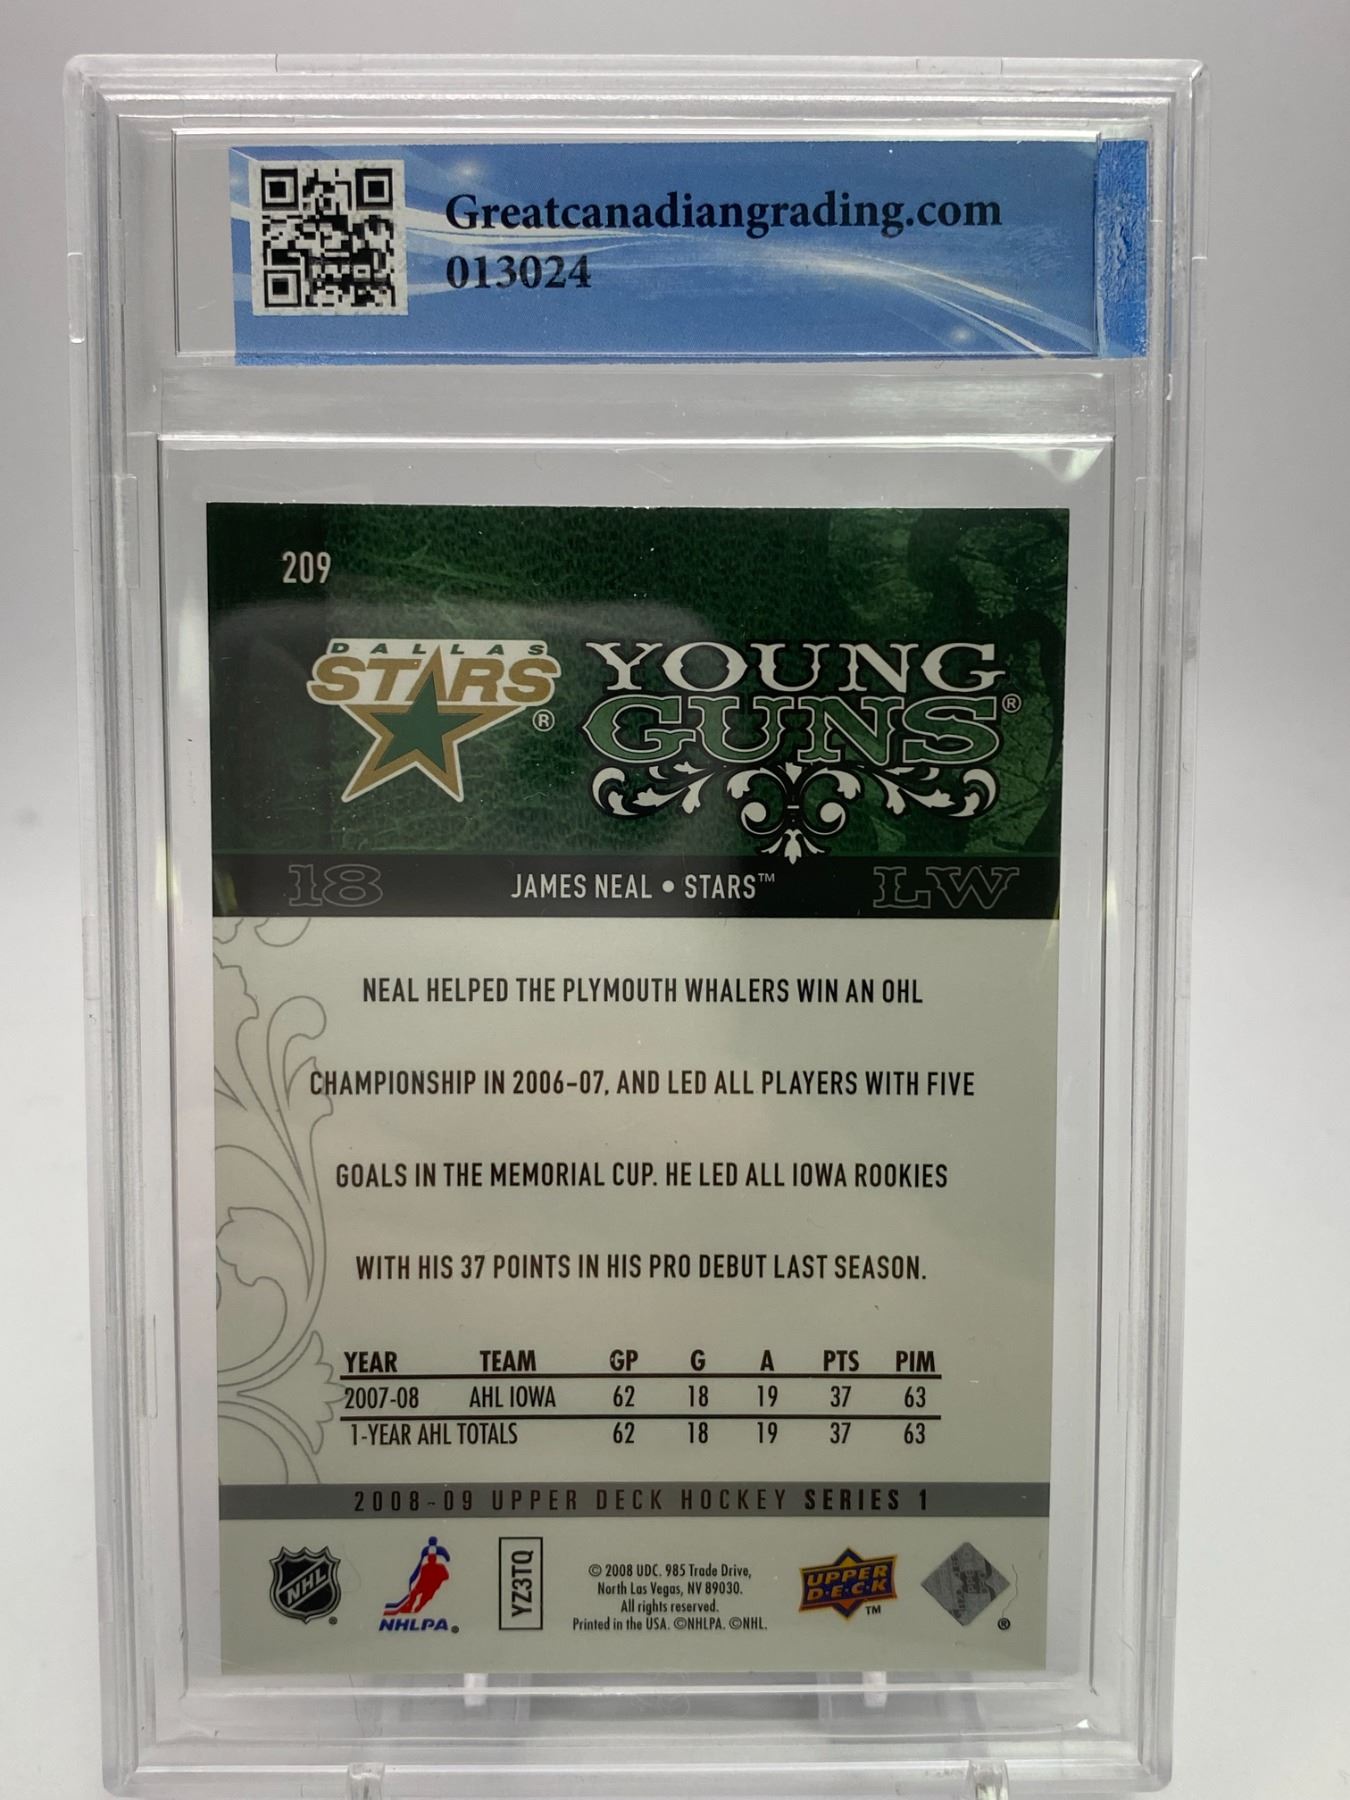 Greatcanadiangrading.com
013024
209
DALLAS
STARS®
YOUNG
GUNS®
18 JAMES NEAL • STARS™ LW
NEAL HELPED THE PLYMOUTH WHALERS WIN AN OHL
CHAMPIONSHIP IN 2006-07, AND LED ALL PLAYERS WITH FIVE
GOALS IN THE MEMORIAL CUP. HE LED ALL IOWA ROOKIES
WITH HIS 37 POINTS IN HIS PRO DEBUT LAST SEASON.
YEAR TEAM GP G A PTS PIM
2007-08 AHL IOWA 62 18 19 37 63
1-YEAR AHL TOTALS 62 18 19 37 63
2008-09 UPPER DECK HOCKEY SERIES 1
NHL®
NHLPA®
YZ3TQ
© 2008 UDC. 985 Trade Drive,
North Las Vegas, NV 89030.
All rights reserved.
Printed in the USA. ©NHLPA. ©NHL.
UPPER
DECK™
®